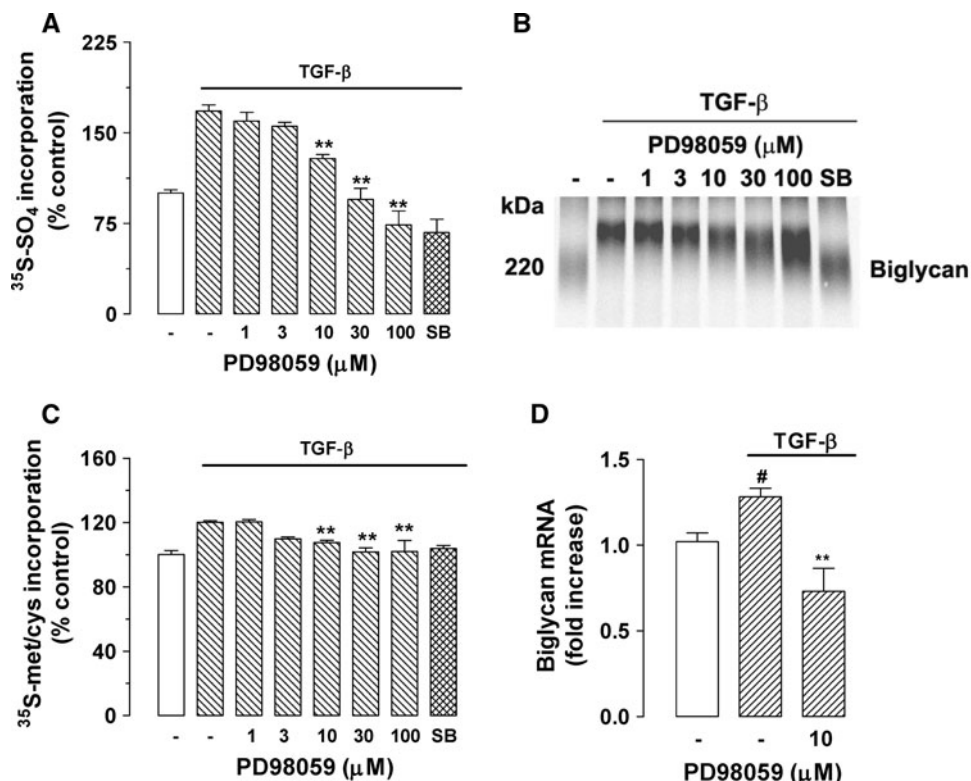 A
225
150
75
0
³⁵S-SO₄ incorporation
(% control)
TGF-β
** ** **
- - 1 3 10 30 100 SB
PD98059 (μM)
B
TGF-β
PD98059 (μM)
- - 1 3 10 30 100 SB
kDa
220
Biglycan
C
160
120
80
40
0
³⁵S-met/cys incorporation
(% control)
TGF-β
** ** **
- - 1 3 10 30 100 SB
PD98059 (μM)
D
TGF-β
1.5
1.0
0.5
0.0
Biglycan mRNA
(fold increase)
#
**
- - 10
PD98059 (μM)